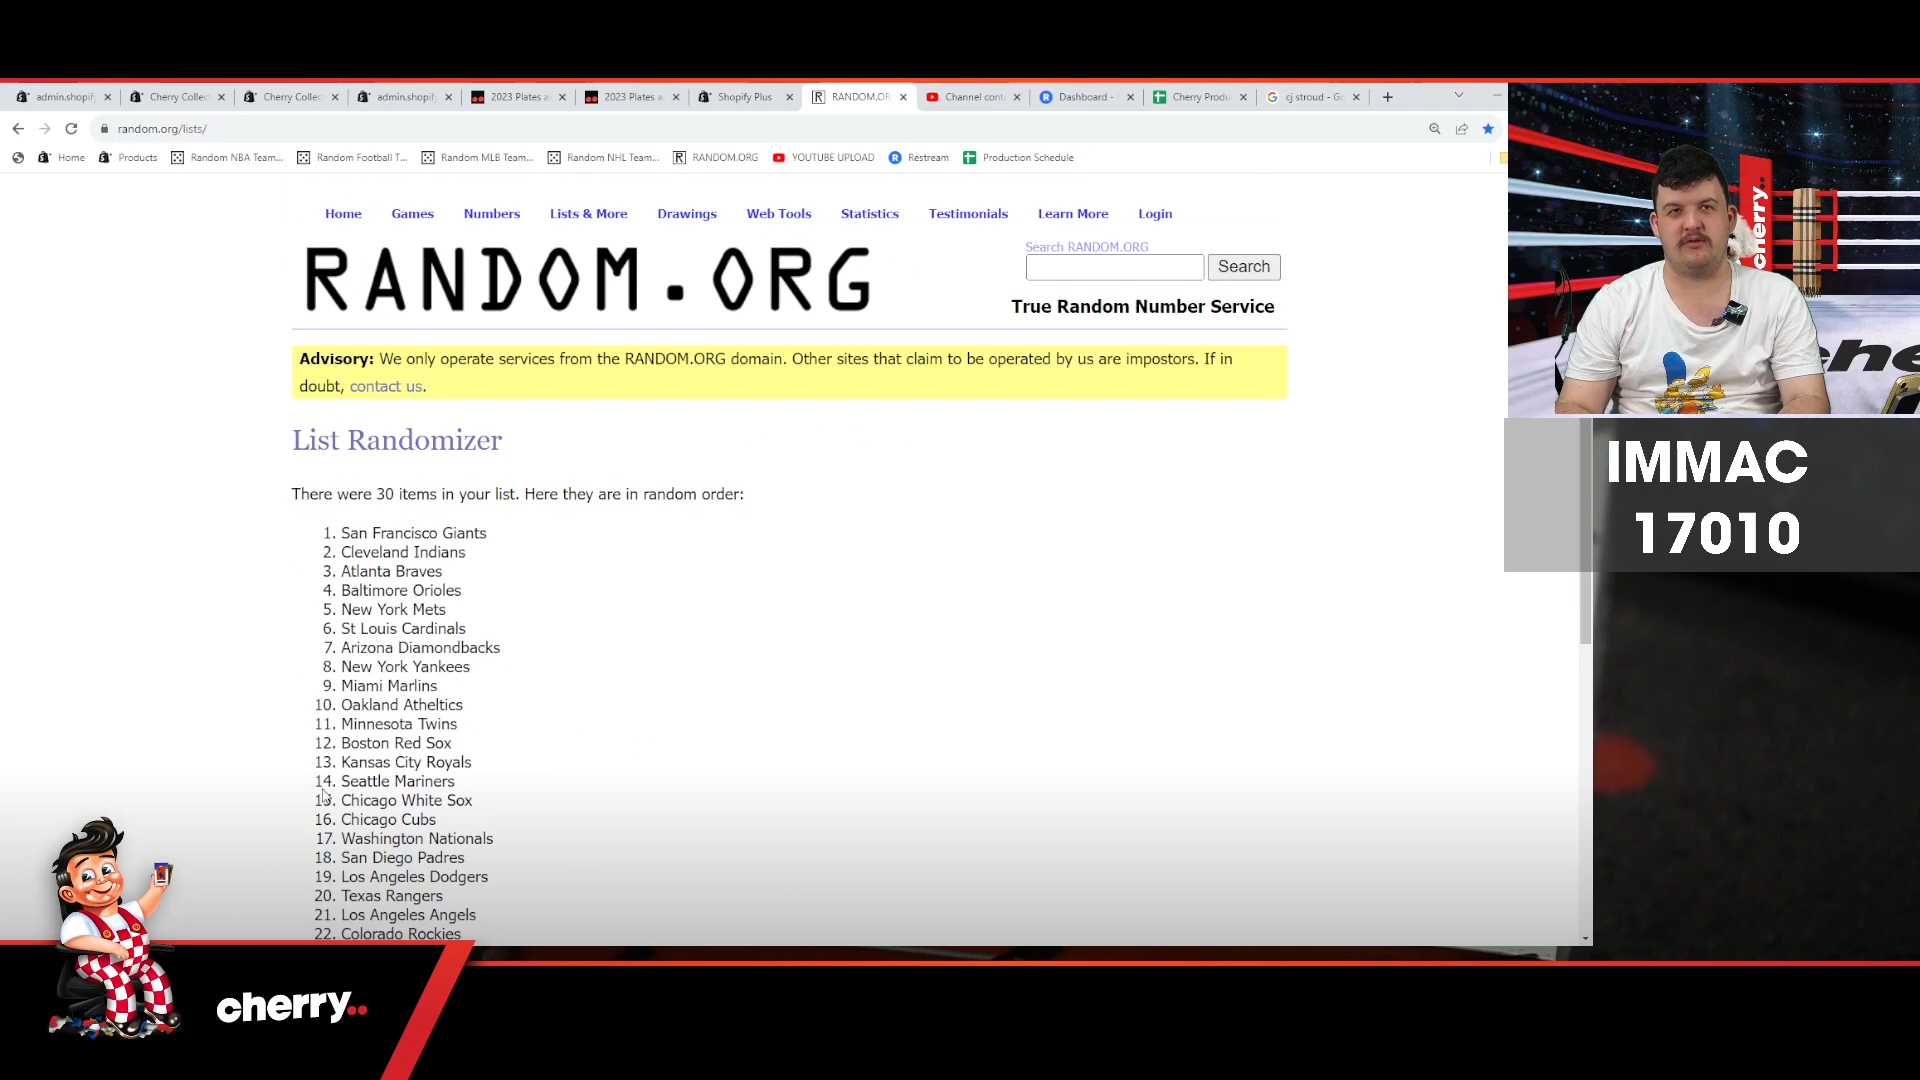 admin.shopif
Cherry Collec
Cherry Collec
admin.shopif
2023 Plates a
2023 Plates a
Shopify Plus
RANDOM.OR
Channel cont
Dashboard -
Cherry Produ
cj stroud - Go
random.org/lists/
Home
Products
Random NBA Team...
Random Football T...
Random MLB Team...
Random NHL Team...
RANDOM.ORG
YOUTUBE UPLOAD
Restream
Production Schedule
Home
Games
Numbers
Lists & More
Drawings
Web Tools
Statistics
Testimonials
Learn More
Login
RANDOM.ORG
Search RANDOM.ORG
Search
True Random Number Service
Advisory: We only operate services from the RANDOM.ORG domain. Other sites that claim to be operated by us are impostors. If in
doubt, contact us.
List Randomizer
There were 30 items in your list. Here they are in random order:
1. San Francisco Giants
2. Cleveland Indians
3. Atlanta Braves
4. Baltimore Orioles
5. New York Mets
6. St Louis Cardinals
7. Arizona Diamondbacks
8. New York Yankees
9. Miami Marlins
10. Oakland Atheltics
11. Minnesota Twins
12. Boston Red Sox
13. Kansas City Royals
14. Seattle Mariners
15. Chicago White Sox
16. Chicago Cubs
17. Washington Nationals
18. San Diego Padres
19. Los Angeles Dodgers
20. Texas Rangers
21. Los Angeles Angels
22. Colorado Rockies
cherry..
che
IMMAC
17010
cherry..